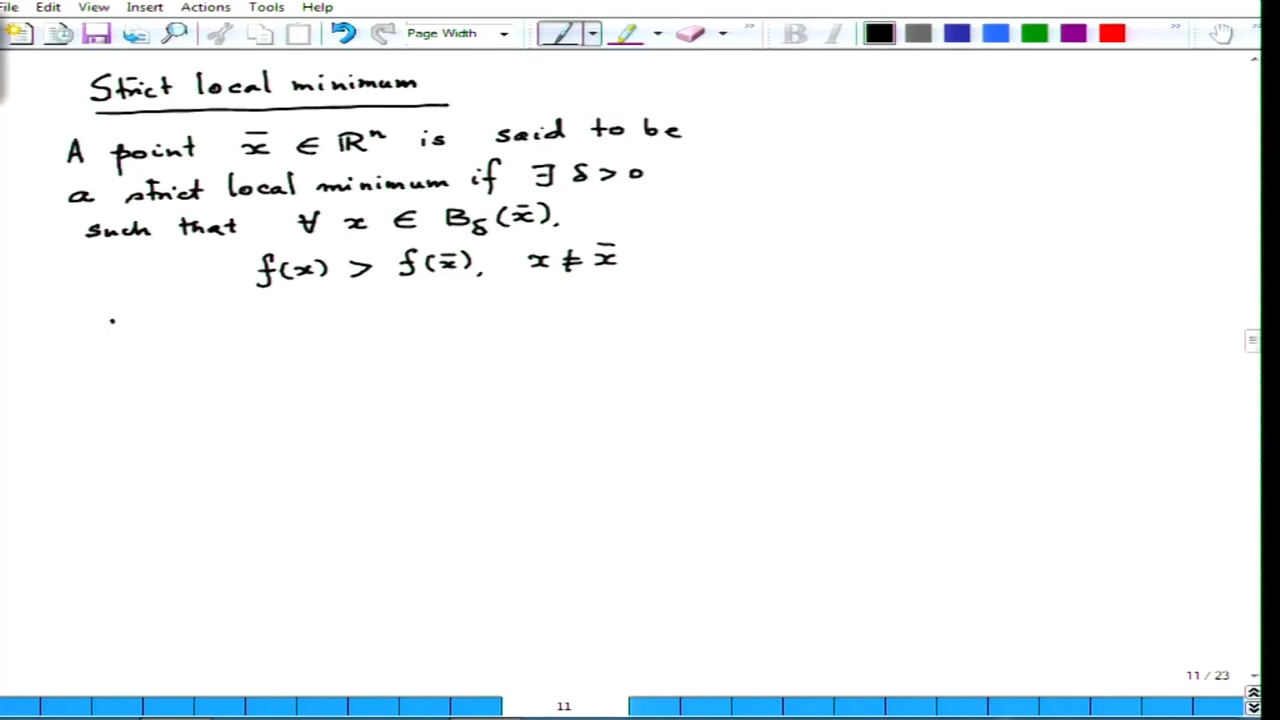 File Edit View Insert Actions Tools Help
Page Width
Strict local minimum
A point x̄ ∈ ℝⁿ is said to be
a strict local minimum if ∃ δ > 0
such that ∀ x ∈ B_δ(x̄),
f(x) > f(x̄), x ≠ x̄
11 / 23
11